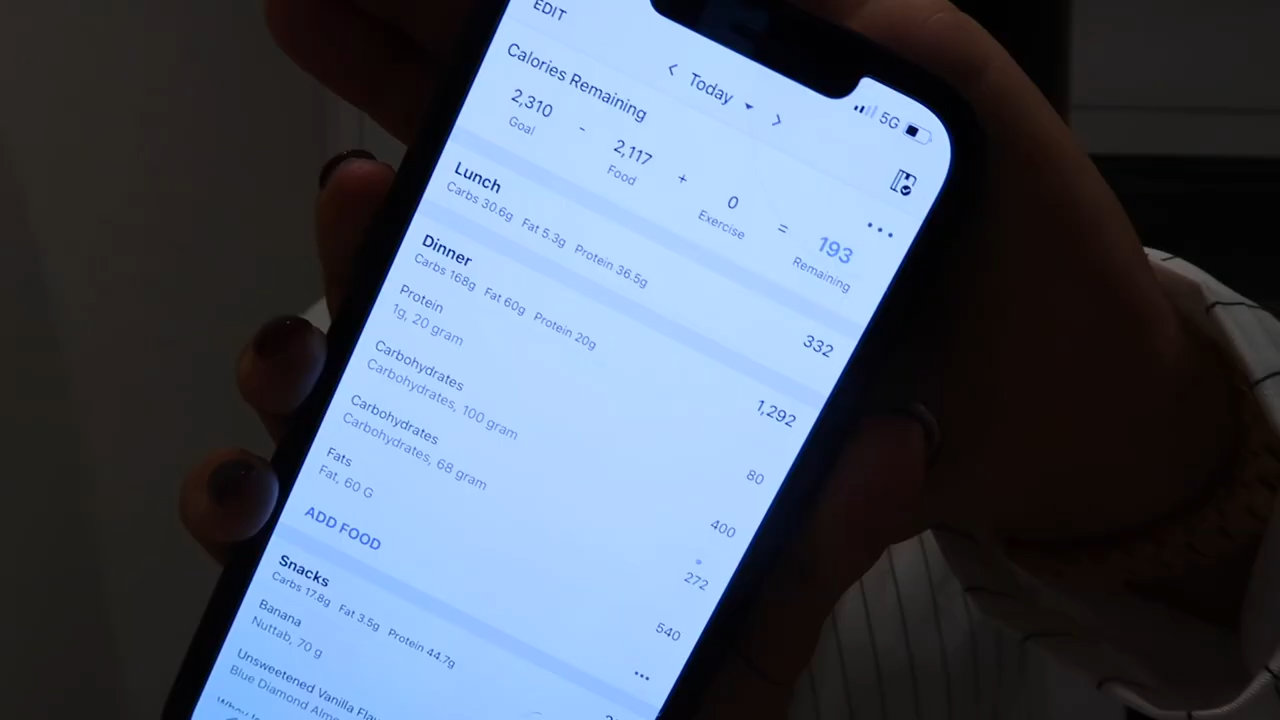 EDIT
Today
5G
Calories Remaining
2,310 - 2,117 + 0 = 193
Goal Food Exercise Remaining
Lunch 332
Carbs 30.6g Fat 5.3g Protein 36.5g
Dinner 1,292
Carbs 168g Fat 60g Protein 20g
Protein 80
1g, 20 gram
Carbohydrates 400
Carbohydrates, 100 gram
Carbohydrates 272
Carbohydrates, 68 gram
Fats 540
Fat, 60 G
ADD FOOD
Snacks
Carbs 17.8g Fat 3.5g Protein 44.7g
Banana
Nuttab, 70 g
Unsweetened Vanilla
Blue Diamond